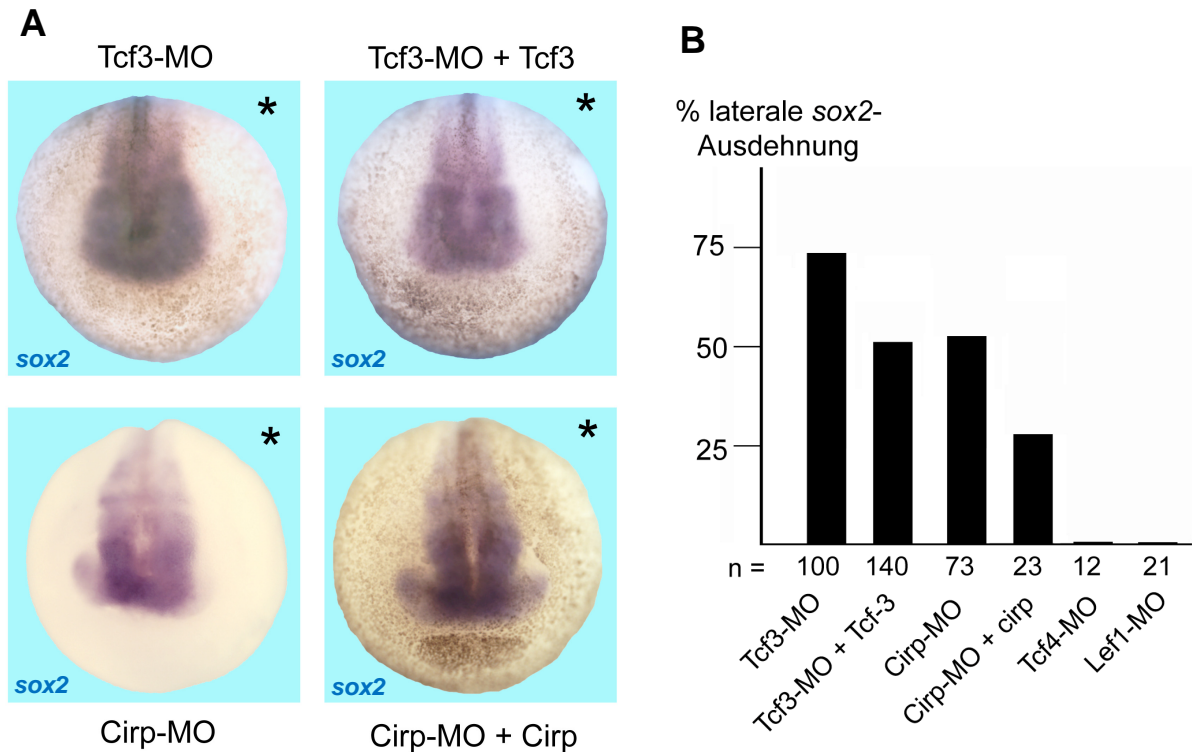 A
Tcf3-MO
Tcf3-MO + Tcf3
*
*
sox2
sox2
*
*
sox2
sox2
Cirp-MO
Cirp-MO + Cirp
B
% laterale sox2-
Ausdehnung
75
50
25
n = 100 140 73 23 12 21
Tcf3-MO
Tcf3-MO + Tcf-3
Cirp-MO
Cirp-MO + cirp
Tcf4-MO
Lef1-MO